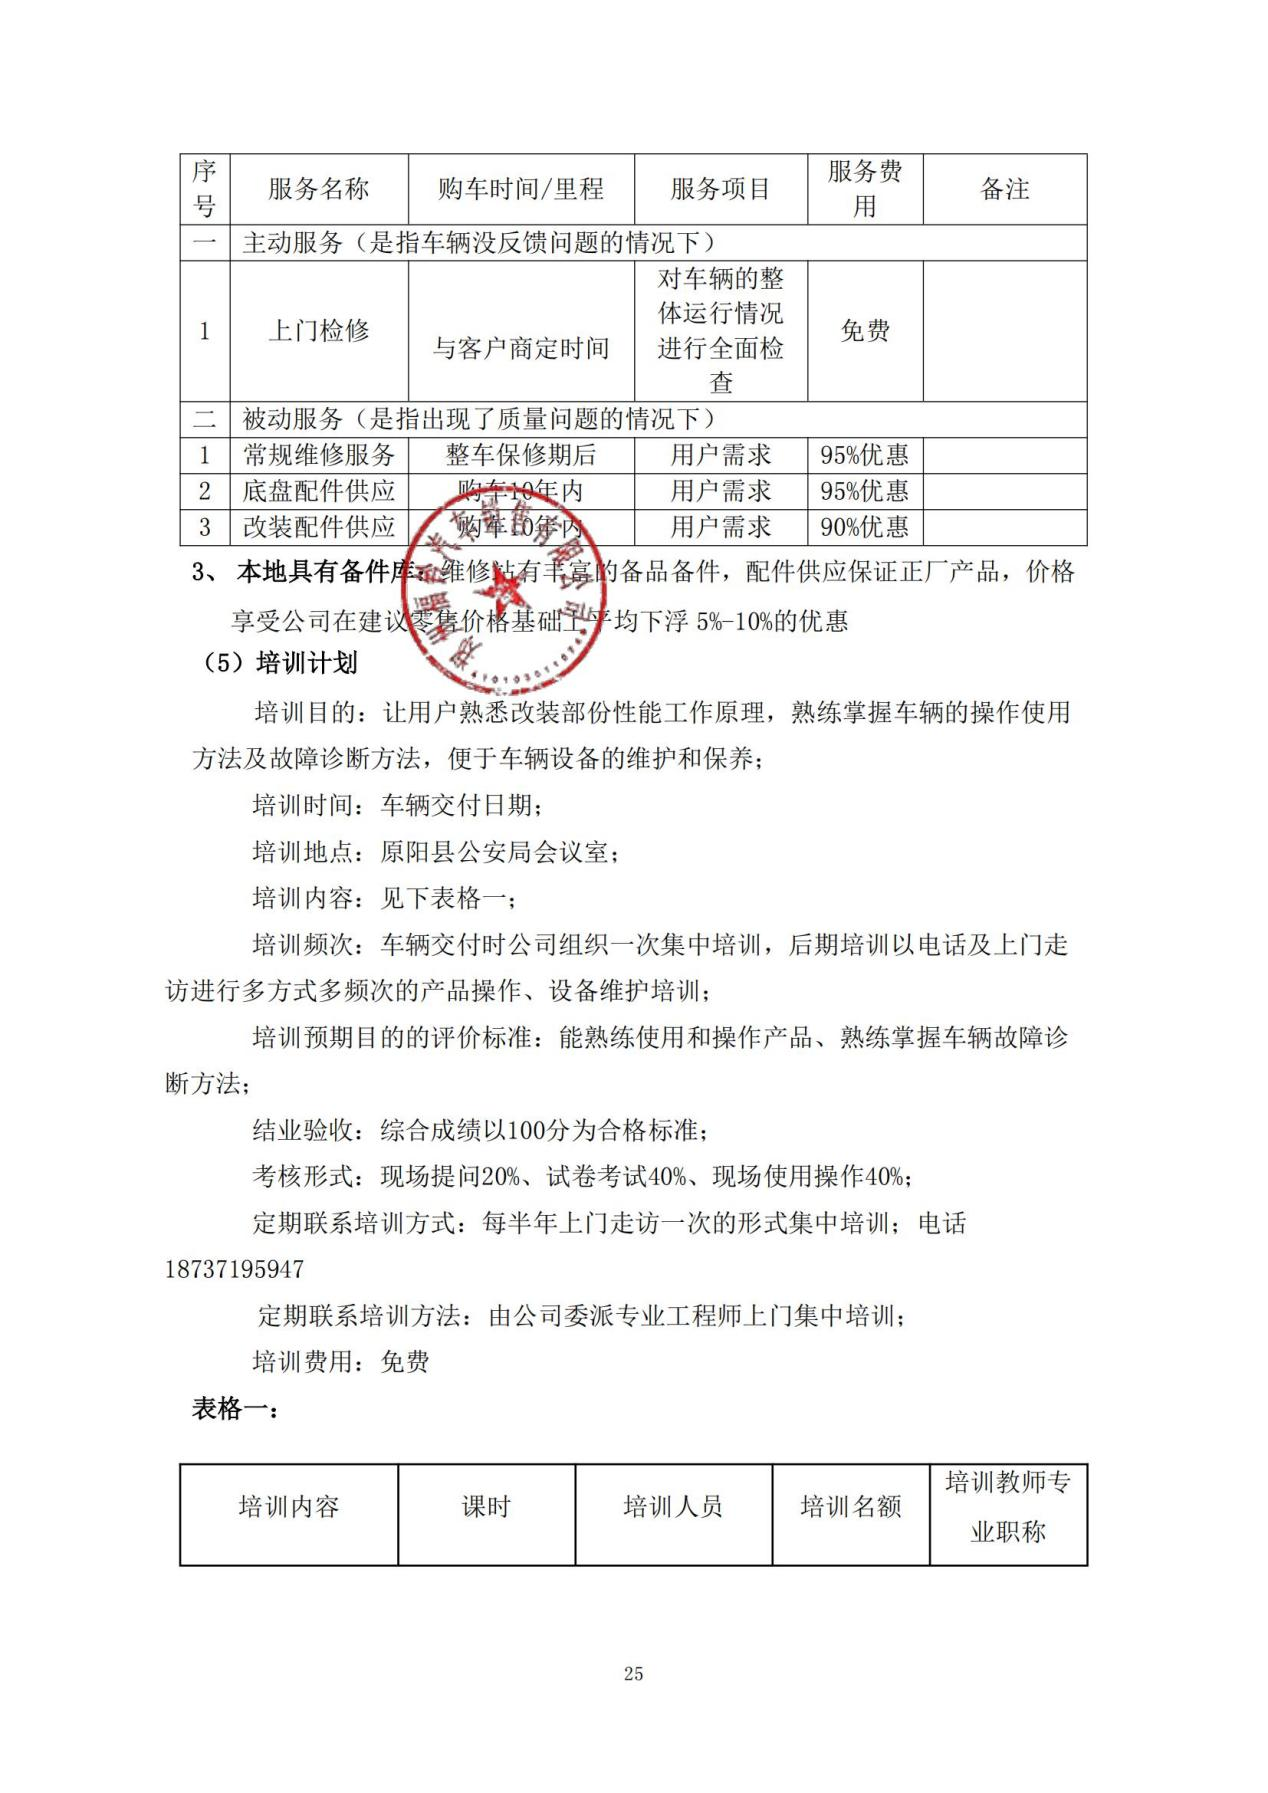 序号 服务名称 购车时间/里程 服务项目 服务费用 备注
一 主动服务（是指车辆没反馈问题的情况下）
1 上门检修 与客户商定时间 对车辆的整体运行情况进行全面检查 免费
二 被动服务（是指出现了质量问题的情况下）
1 常规维修服务 整车保修期后 用户需求 95%优惠
2 底盘配件供应 购车10年内 用户需求 95%优惠
3 改装配件供应 购车10年内 用户需求 90%优惠
3、 本地具有备件库：维修站有丰富的备品备件，配件供应保证正厂产品，价格
享受公司在建议零售价格基础上平均下浮 5%-10%的优惠
（5）培训计划
培训目的：让用户熟悉改装部份性能工作原理，熟练掌握车辆的操作使用
方法及故障诊断方法，便于车辆设备的维护和保养；
培训时间：车辆交付日期；
培训地点：原阳县公安局会议室；
培训内容：见下表格一；
培训频次：车辆交付时公司组织一次集中培训，后期培训以电话及上门走
访进行多方式多频次的产品操作、设备维护培训；
培训预期目的的评价标准：能熟练使用和操作产品、熟练掌握车辆故障诊
断方法；
结业验收：综合成绩以100分为合格标准；
考核形式：现场提问20%、试卷考试40%、现场使用操作40%；
定期联系培训方式：每半年上门走访一次的形式集中培训；电话
18737195947
定期联系培训方法：由公司委派专业工程师上门集中培训；
培训费用：免费
表格一：
培训内容 课时 培训人员 培训名额 培训教师专业职称
25